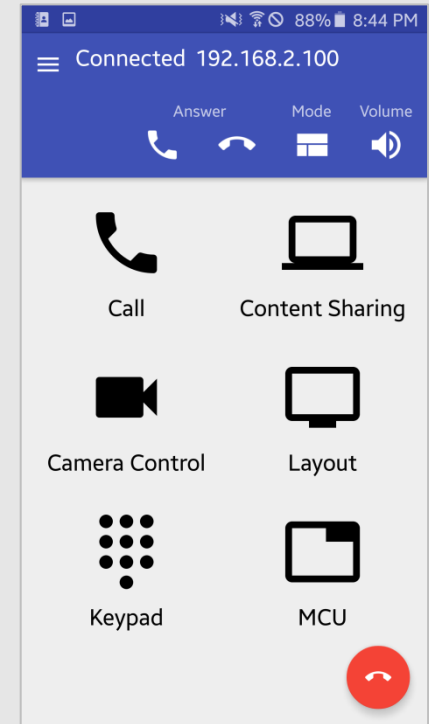 88% 8:44 PM
Connected 192.168.2.100
Answer Mode Volume
Call Content Sharing
Camera Control Layout
Keypad MCU